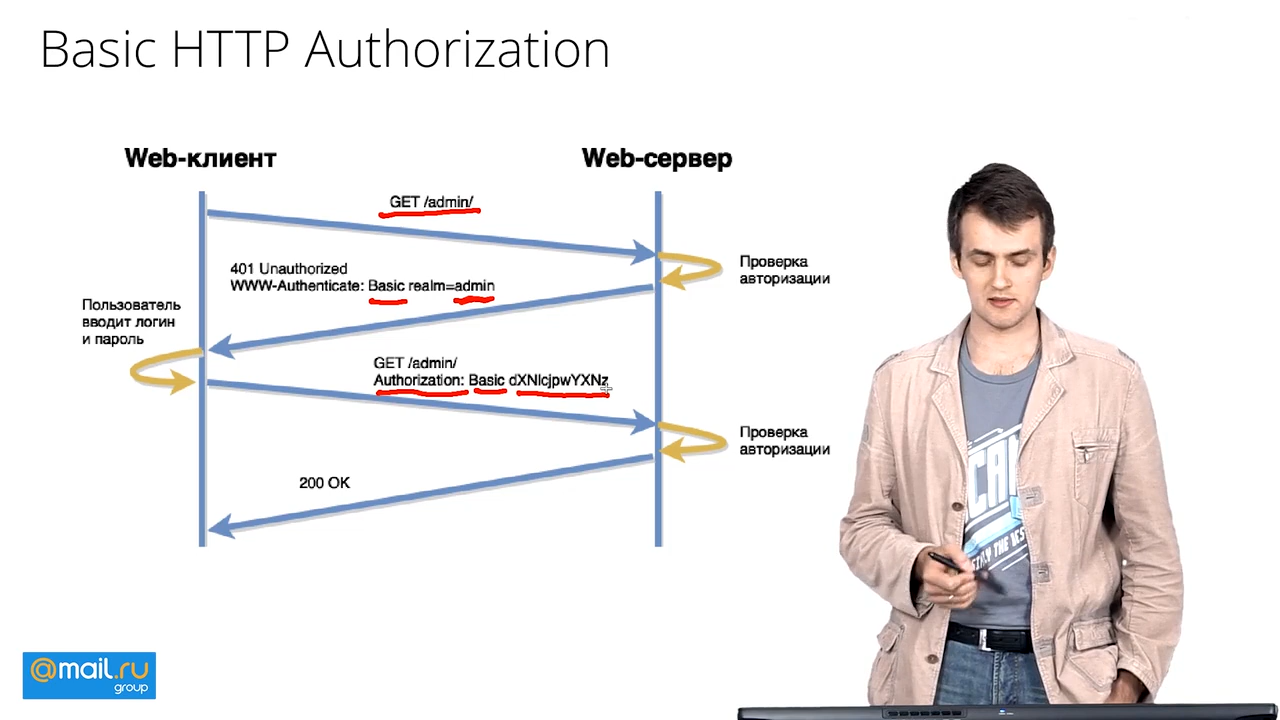 Basic HTTP Authorization
Web-клиент
Web-сервер
GET /admin/
Проверка
авторизации
401 Unauthorized
WWW-Authenticate: Basic realm=admin
Пользователь
вводит логин
и пароль
GET /admin/
Authorization: Basic dXNlcjpwYXNz
Проверка
авторизации
200 OK
@mail.ru
group